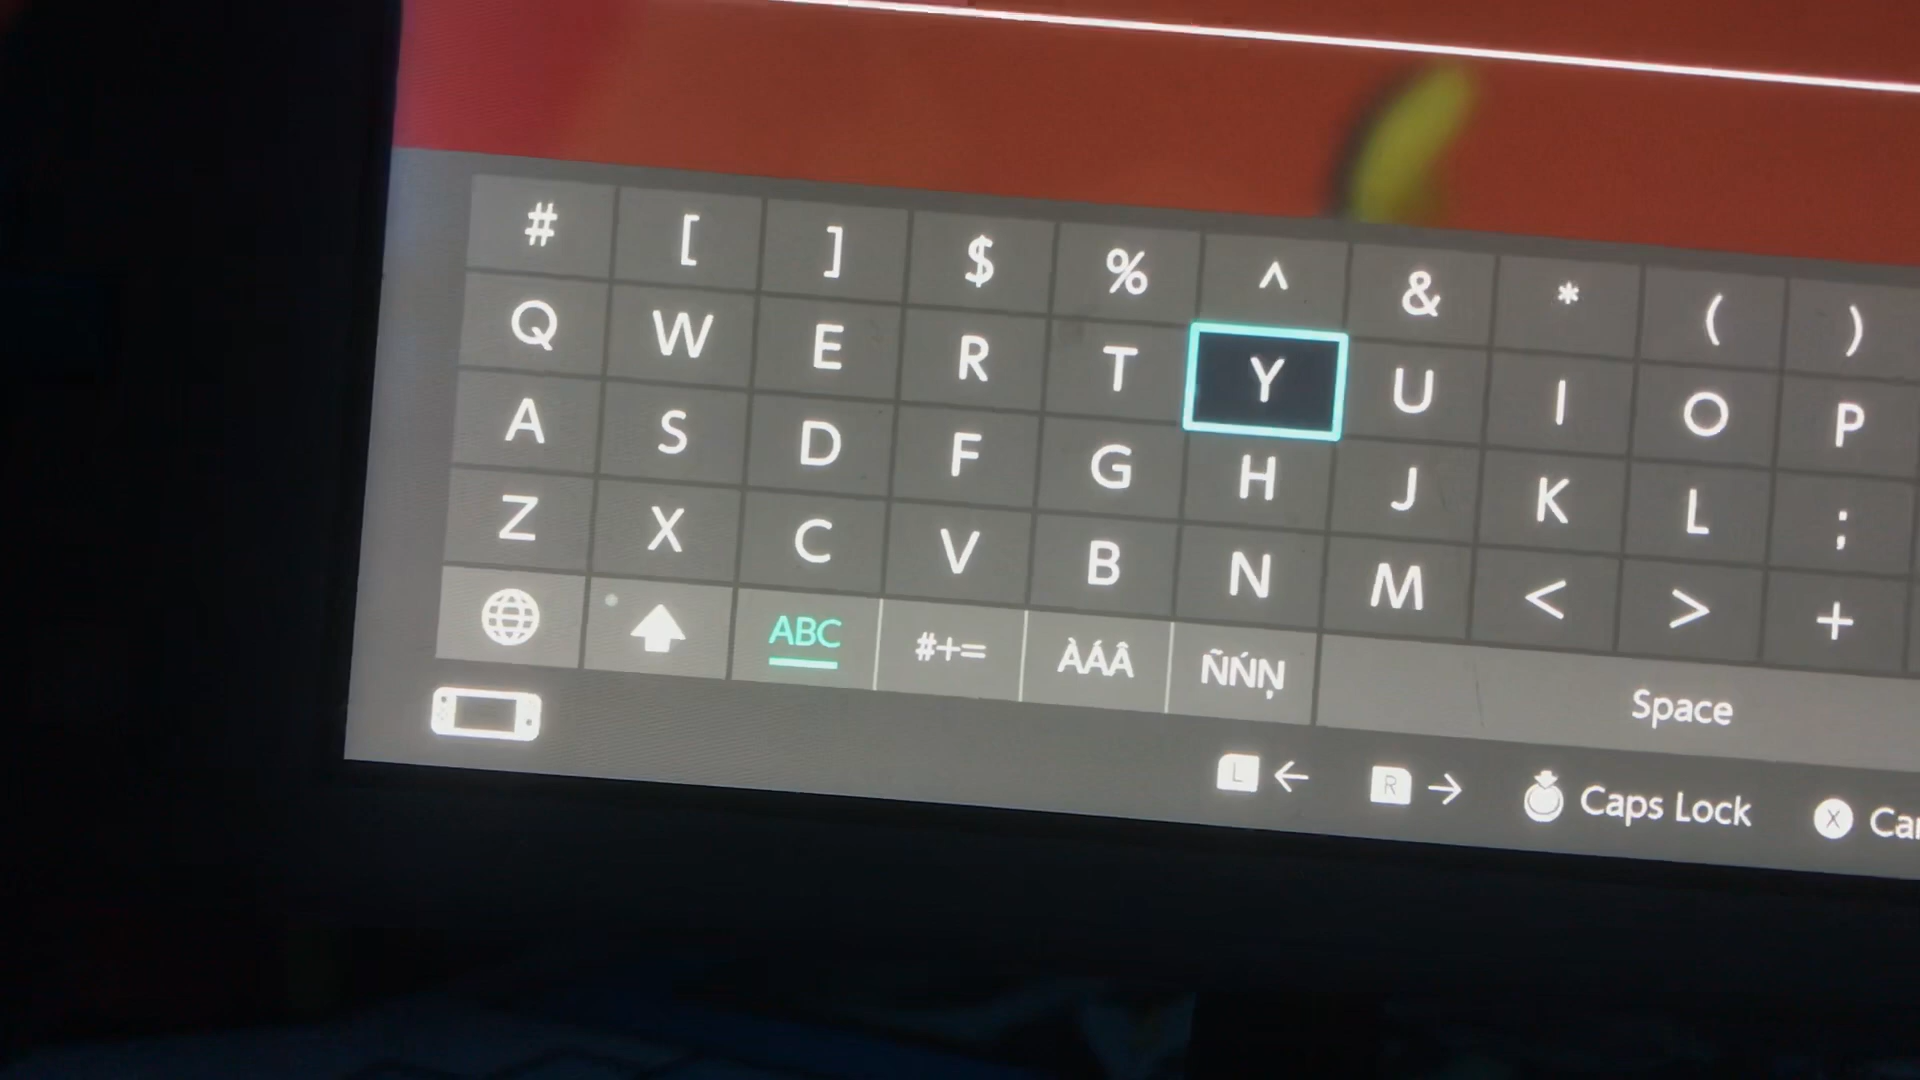 # [ ] $ % ^ & * ( )
Q W E R T Y U I O P
A S D F G H J K L ;
Z X C V B N M < > +
ABC #+= ÀÁÂ ÑŃŅ Space
L ← R → Caps Lock X